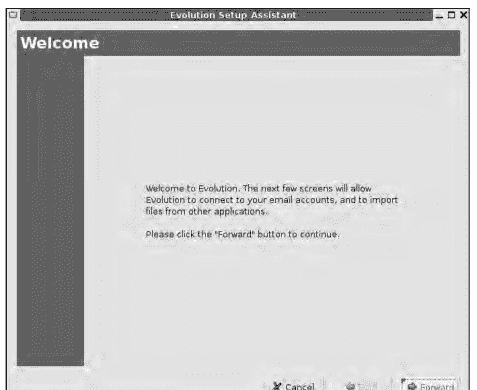 Evolution Setup Assistant
Welcome
Welcome to Evolution. The next few screens will allow
Evolution to connect to your email accounts, and to import
files from other applications.
Please click the "Forward" button to continue.
Cancel
Forward